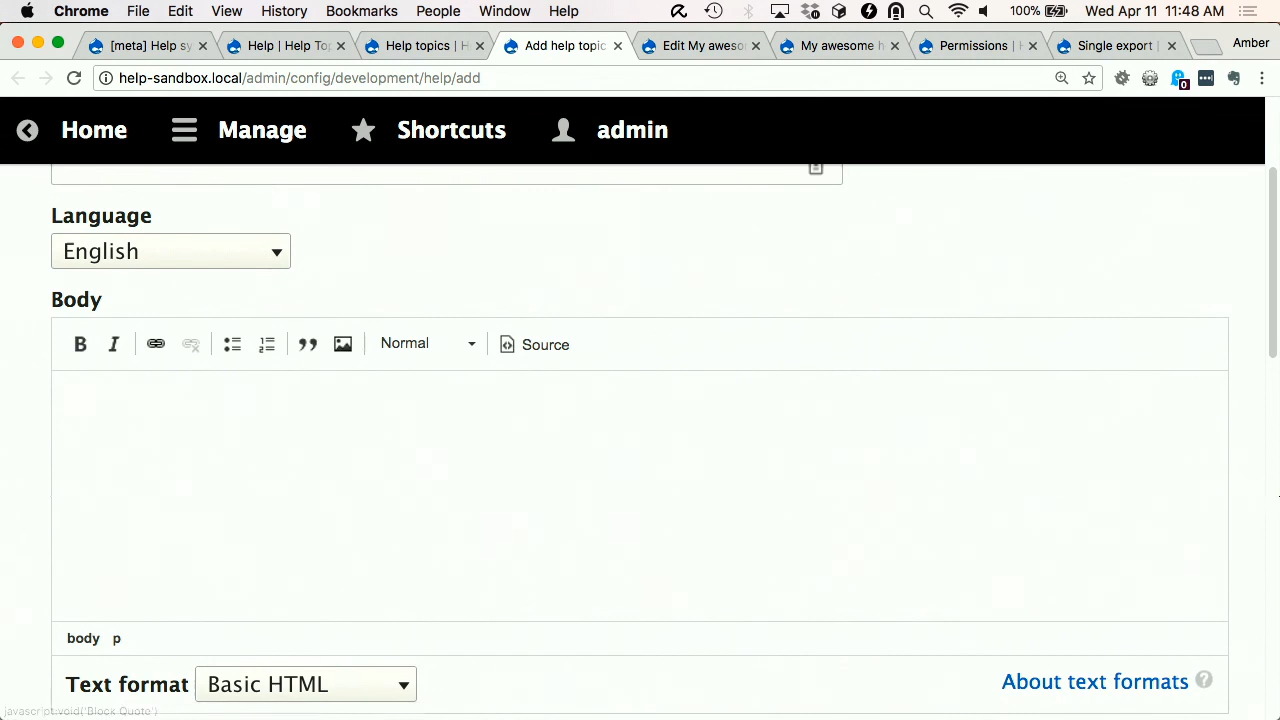 Chrome File Edit View History Bookmarks People Window Help 100% Wed Apr 11 11:48 AM
[meta] Help sy Help | Help Top Help topics | H Add help topic Edit My aweso My awesome h Permissions | H Single export | Amber
help-sandbox.local/admin/config/development/help/add 0
Home Manage Shortcuts admin
Language
English
Body
B I Normal Source
body p
Text format Basic HTML About text formats ?
javascript:void('Block Quote')